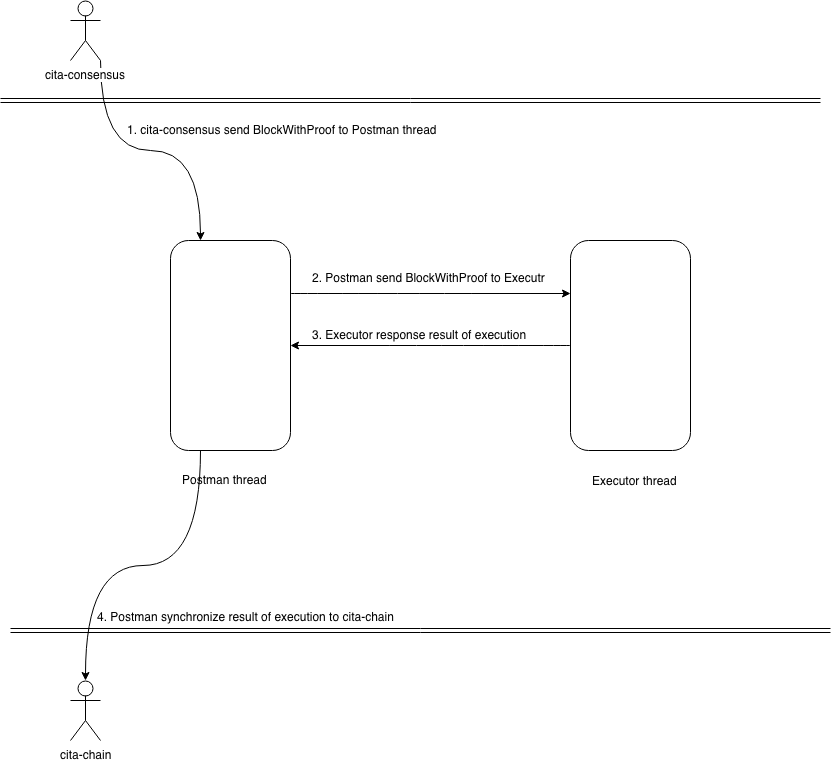 cita-consensus
1. cita-consensus send BlockWithProof to Postman thread
2. Postman send BlockWithProof to Executr
3. Executor response result of execution
Postman thread
Executor thread
4. Postman synchronize result of execution to cita-chain
cita-chain